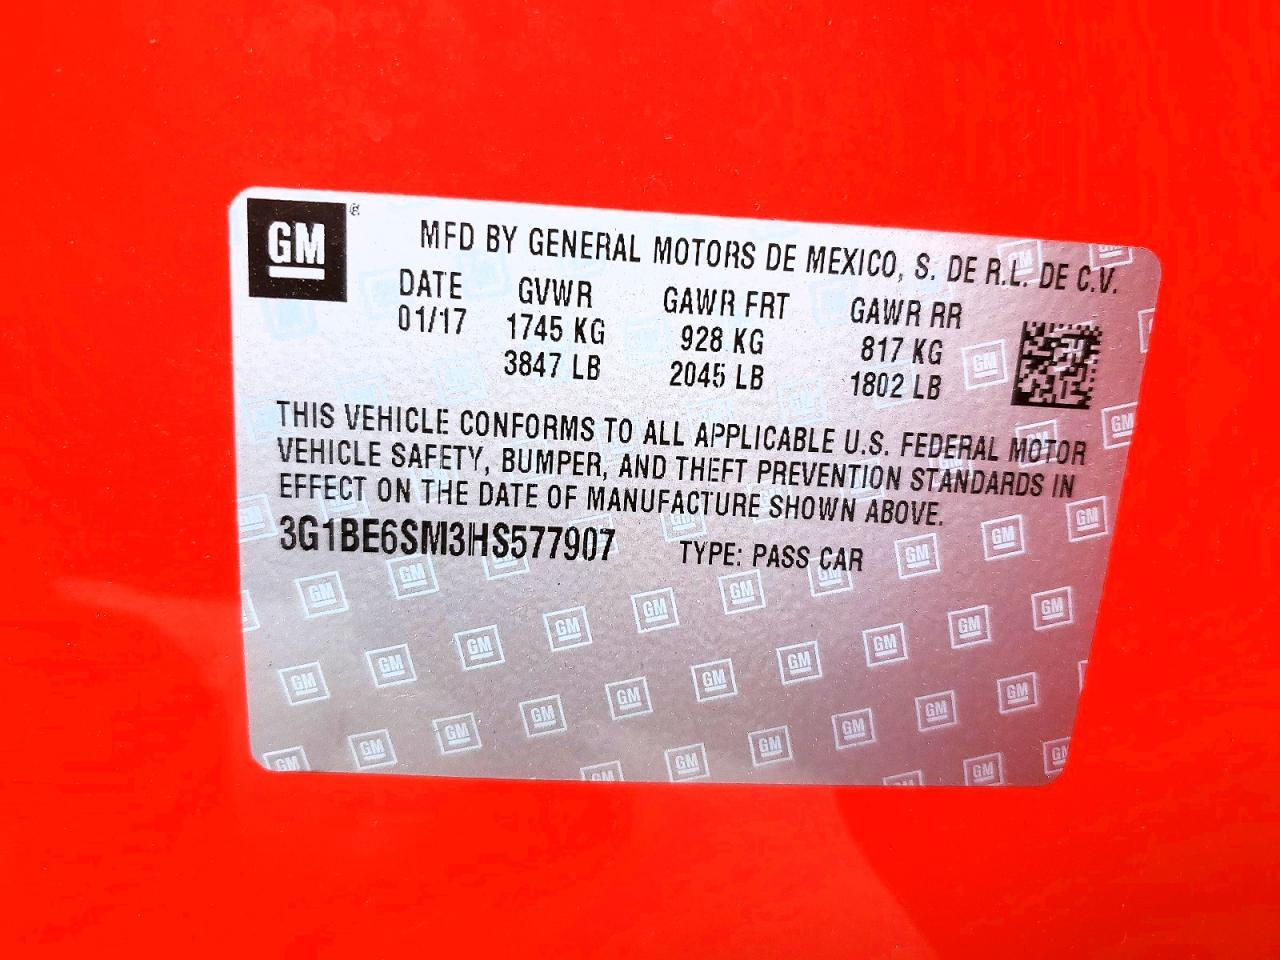 GM
MFD BY GENERAL MOTORS DE MEXICO, S. DE R.L. DE C.V.
DATE GVWR GAWR FRT GAWR RR
01/17 1745 KG 928 KG 817 KG
3847 LB 2045 LB 1802 LB
THIS VEHICLE CONFORMS TO ALL APPLICABLE U.S. FEDERAL MOTOR
VEHICLE SAFETY, BUMPER, AND THEFT PREVENTION STANDARDS IN
EFFECT ON THE DATE OF MANUFACTURE SHOWN ABOVE.
3G1BE6SM3HS577907 TYPE: PASS CAR